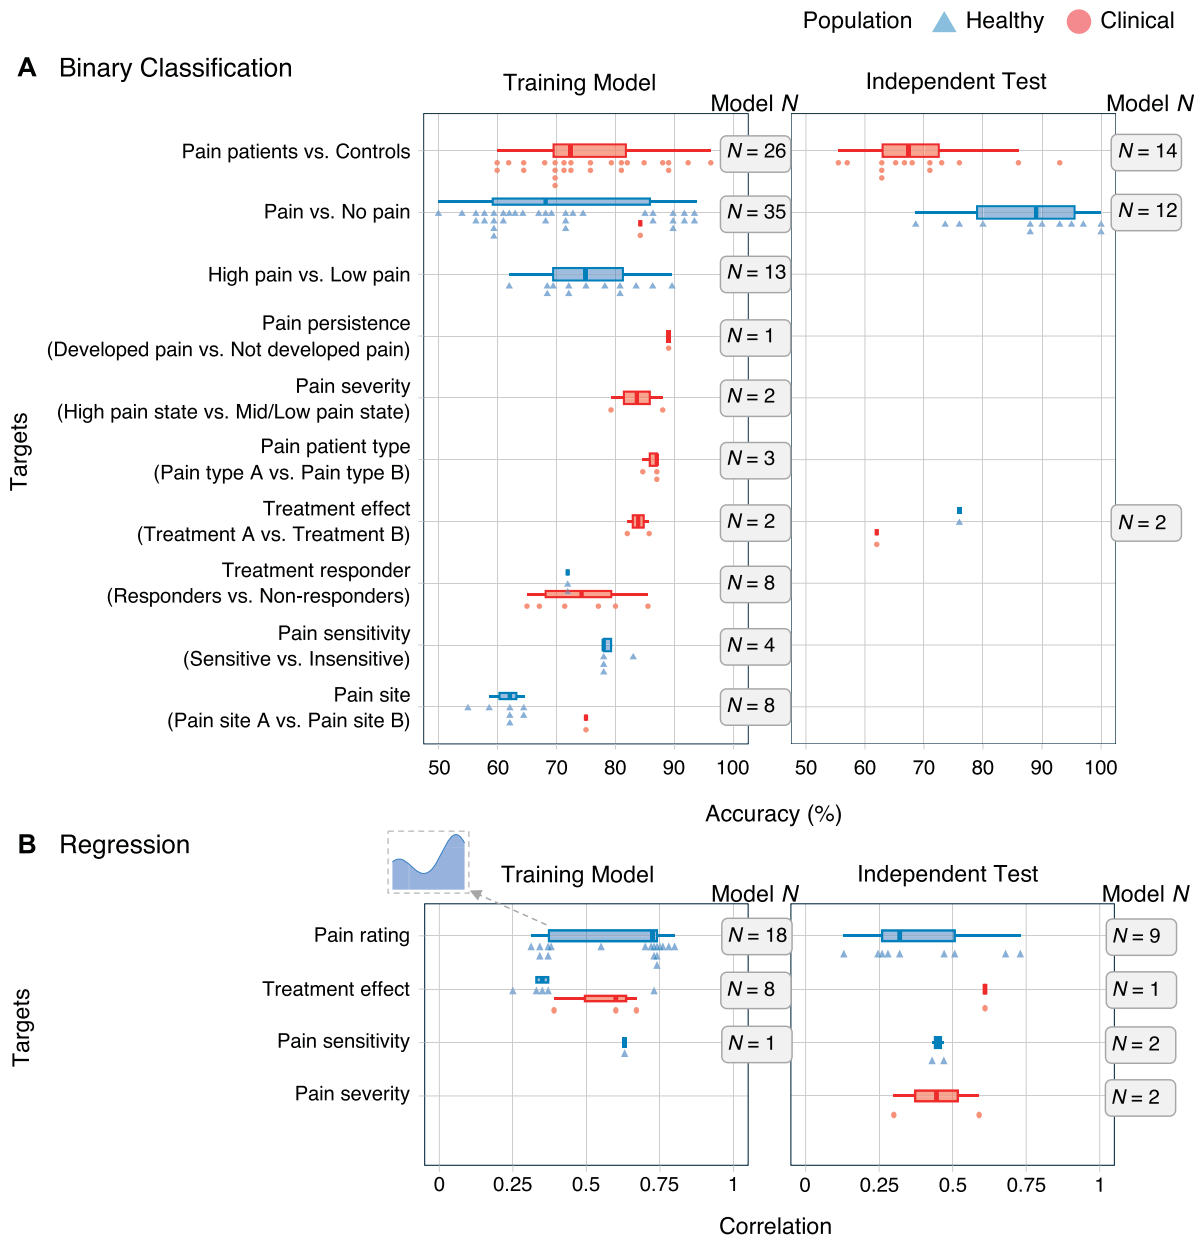 Population Healthy Clinical
A Binary Classification
Training Model Independent Test
Model N Model N
Pain patients vs. Controls N = 26 N = 14
Pain vs. No pain N = 35 N = 12
High pain vs. Low pain N = 13
Pain persistence
(Developed pain vs. Not developed pain) N = 1
Pain severity
(High pain state vs. Mid/Low pain state) N = 2
Pain patient type
(Pain type A vs. Pain type B) N = 3
Treatment effect
(Treatment A vs. Treatment B) N = 2 N = 2
Treatment responder
(Responders vs. Non-responders) N = 8
Pain sensitivity
(Sensitive vs. Insensitive) N = 4
Pain site
(Pain site A vs. Pain site B) N = 8
Targets
50 60 70 80 90 100 50 60 70 80 90 100
Accuracy (%)
B Regression
Training Model Independent Test
Model N Model N
Pain rating N = 18 N = 9
Treatment effect N = 8 N = 1
Pain sensitivity N = 1 N = 2
Pain severity N = 2
Targets
0 0.25 0.5 0.75 1 0 0.25 0.5 0.75 1
Correlation